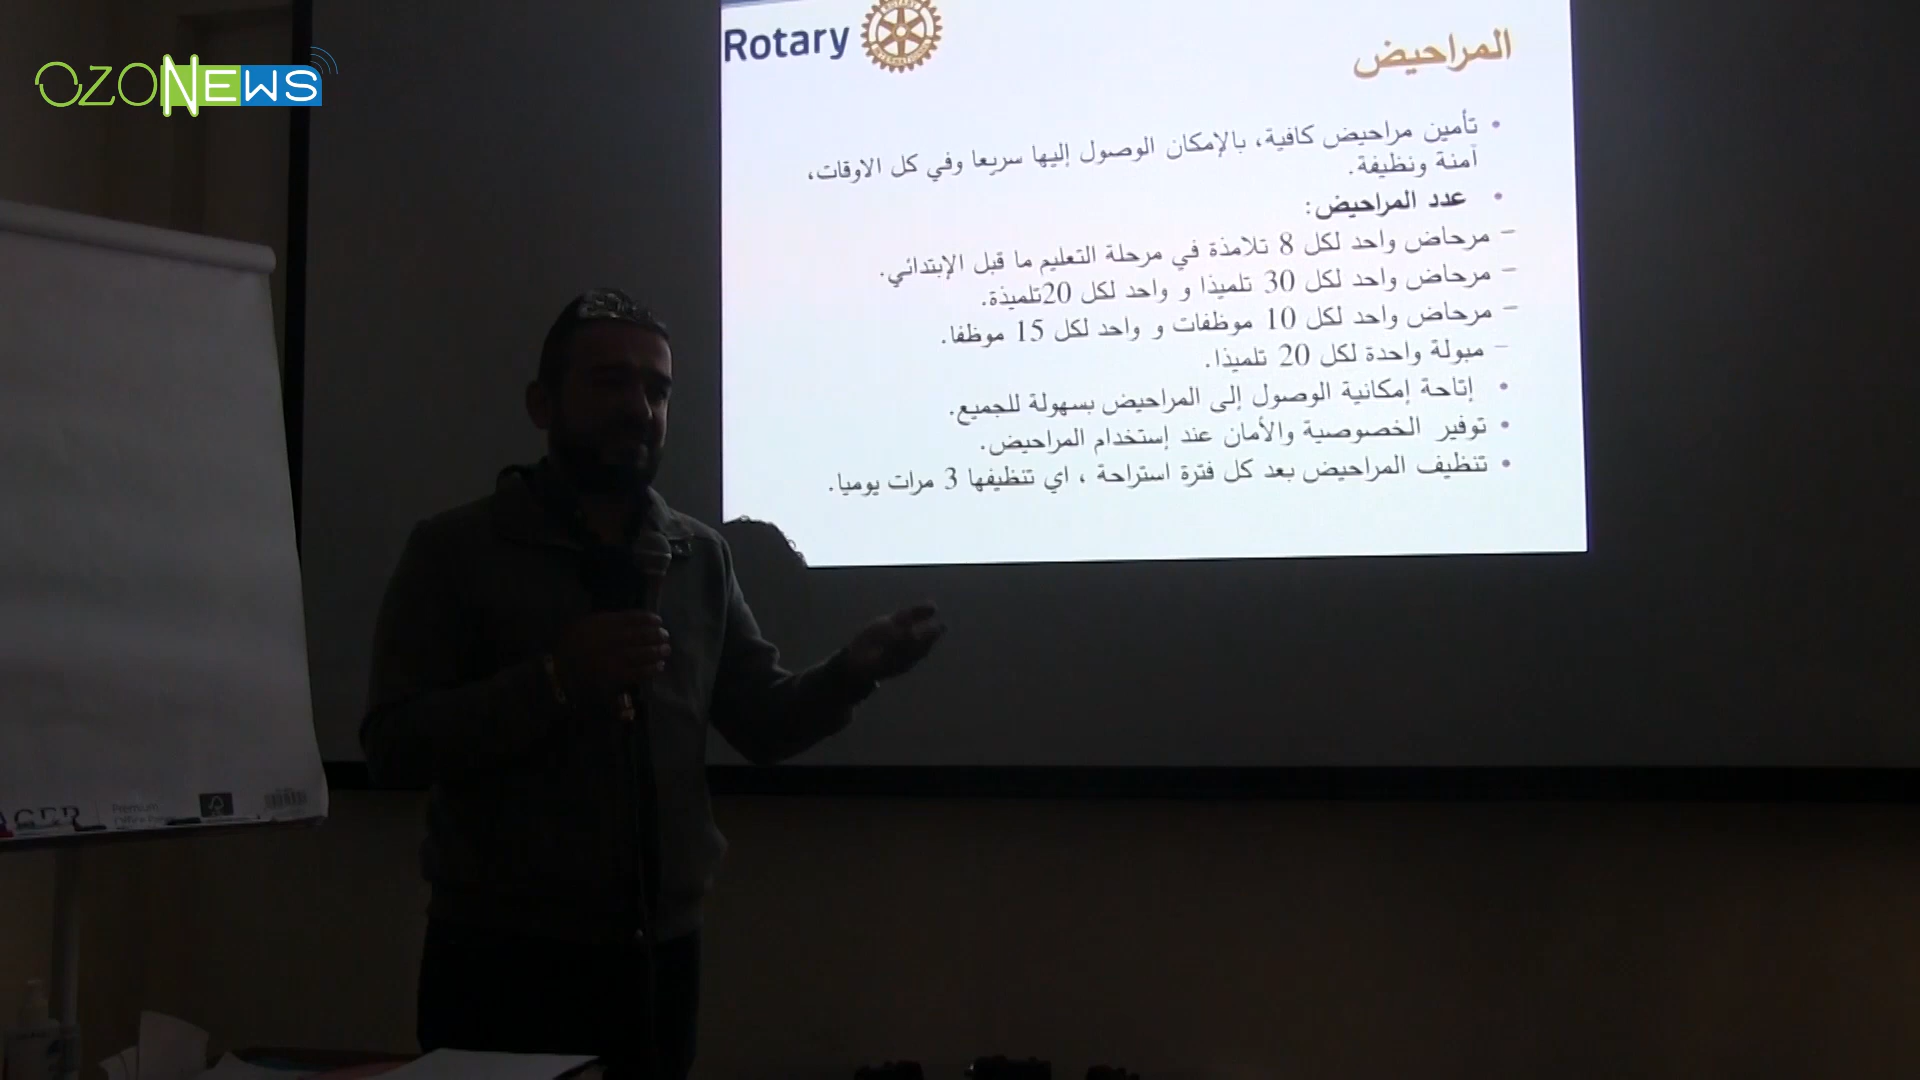 OZONEWS
Rotary
المراحيض
• تأمين مراحيض كافية، بالإمكان الوصول إليها سريعا وفي كل الاوقات،
آمنة ونظيفة.
• عدد المراحيض:
– مرحاض واحد لكل 8 تلامذة في مرحلة التعليم ما قبل الإبتدائي.
– مرحاض واحد لكل 30 تلميذا و واحد لكل 20تلميذة.
– مرحاض واحد لكل 10 موظفات و واحد لكل 15 موظفا.
– مبولة واحدة لكل 20 تلميذا.
• إتاحة إمكانية الوصول إلى المراحيض بسهولة للجميع.
• توفير الخصوصية والأمان عند إستخدام المراحيض.
• تنظيف المراحيض بعد كل فترة استراحة ، اي تنظيفها 3 مرات يوميا.
Premium